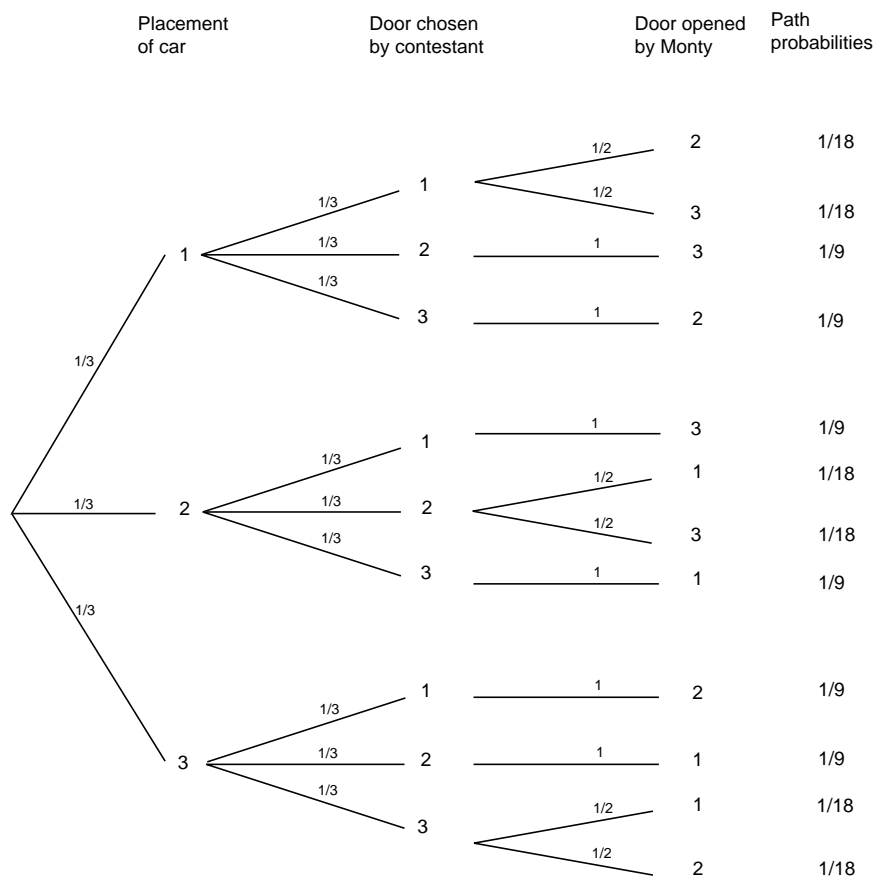 Placement of car
Door chosen by contestant
Door opened by Monty
Path probabilities
1/2 2 1/18
1 1/2 3 1/18
1/3
1 1/3 2 1 3 1/9
1/3 3 1 2 1/9
1/3
1/3 1 1 3 1/9
1/2 1 1/18
1/3 2 1/3 2 1/2 3 1/18
1/3 3 1 1 1/9
1/3
1/3 1 1 2 1/9
3 1/3 2 1 1 1/9
1/3 3 1/2 1 1/18
1/2 2 1/18